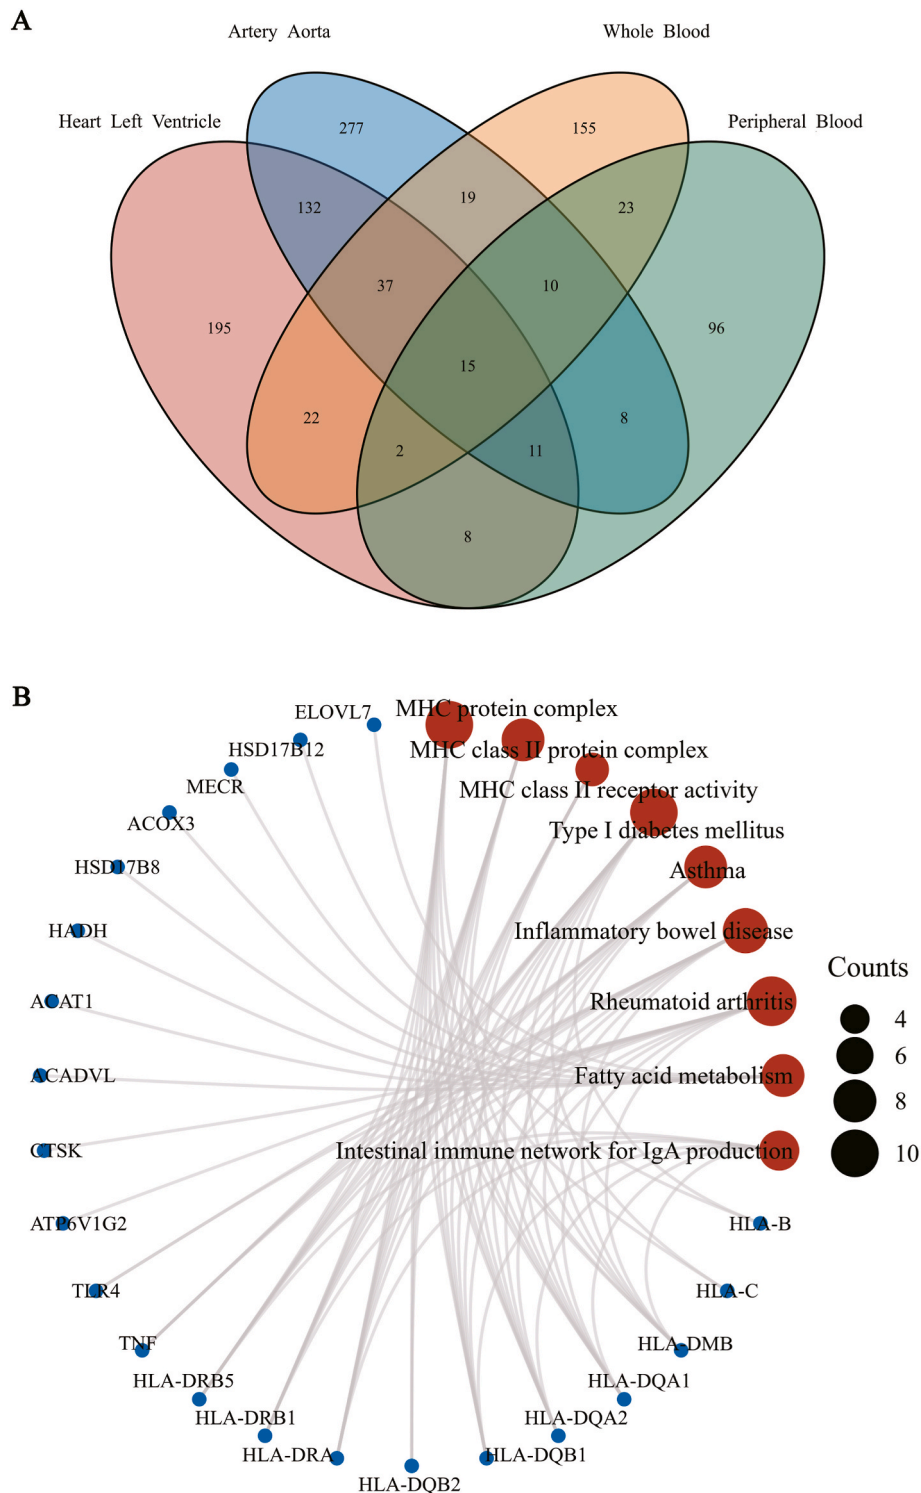 A
Artery Aorta
Whole Blood
Heart Left Ventricle
Peripheral Blood
277
155
132
19
23
37
10
195
96
15
22
8
2
11
8
B
ELOVL7
MHC protein complex
HSD17B12
MHC class II protein complex
MECR
MHC class II receptor activity
ACOX3
Type I diabetes mellitus
HSD17B8
Asthma
HADH
Inflammatory bowel disease
Counts
ACAT1
Rheumatoid arthritis
4
6
ACADVL
Fatty acid metabolism
8
CTSK
Intestinal immune network for IgA production
10
ATP6V1G2
HLA-B
TLR4
HLA-C
TNF
HLA-DMB
HLA-DRB5
HLA-DQA1
HLA-DRB1
HLA-DQA2
HLA-DRA
HLA-DQB1
HLA-DQB2